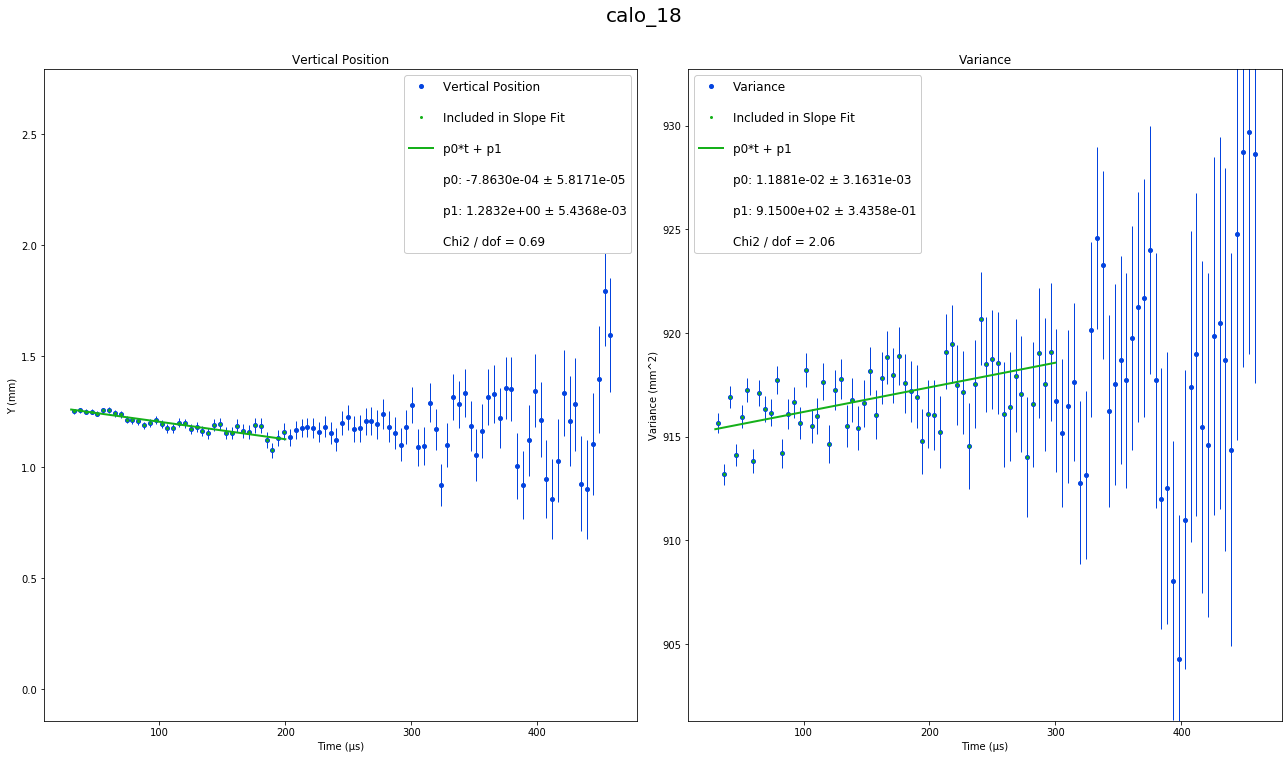 calo_18
Vertical Position
Vertical Position
Included in Slope Fit
p0*t + p1
p0: -7.8630e-04 ± 5.8171e-05
p1: 1.2832e+00 ± 5.4368e-03
Chi2 / dof = 0.69
2.5
2.0
1.5
1.0
0.5
0.0
Y (mm)
100 200 300 400
Time (μs)
Variance
Variance
Included in Slope Fit
p0*t + p1
p0: 1.1881e-02 ± 3.1631e-03
p1: 9.1500e+02 ± 3.4358e-01
Chi2 / dof = 2.06
930
925
920
915
910
905
Variance (mm^2)
100 200 300 400
Time (μs)